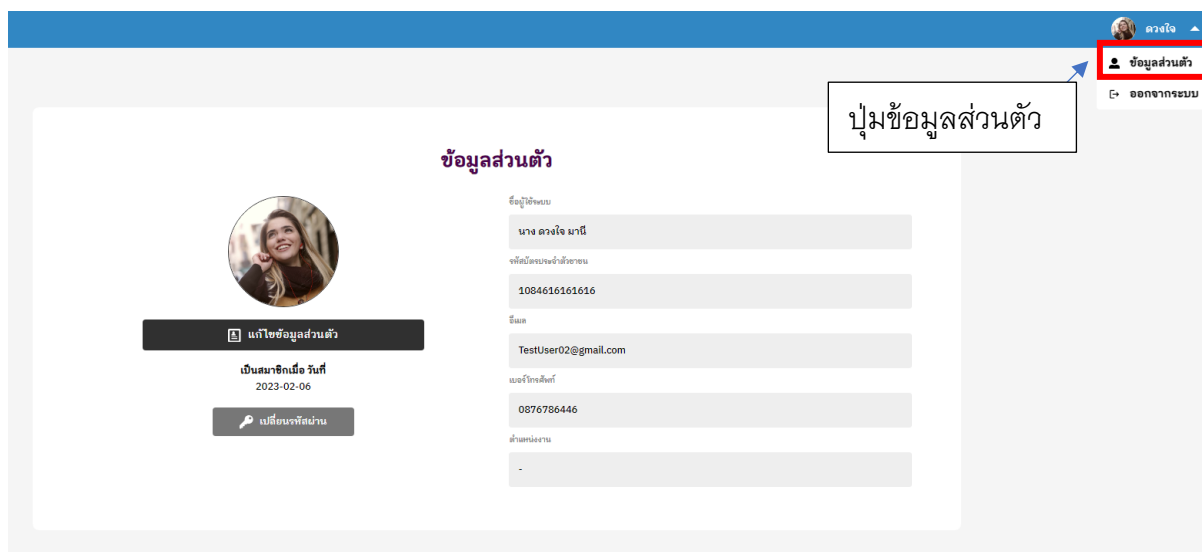 ดวงใจ
ข้อมูลส่วนตัว
ออกจากระบบ
ปุ่มข้อมูลส่วนตัว
ข้อมูลส่วนตัว
ชื่อผู้ใช้ระบบ
นาง ดวงใจ มานี
รหัสบัตรประจำตัวชาชน
1084616161616
อีเมล
TestUser02@gmail.com
เบอร์โทรศัพท์
0876786446
ตำแหน่งงาน
-
แก้ไขข้อมูลส่วนตัว
เป็นสมาชิกเมื่อ วันที่
2023-02-06
เปลี่ยนรหัสผ่าน